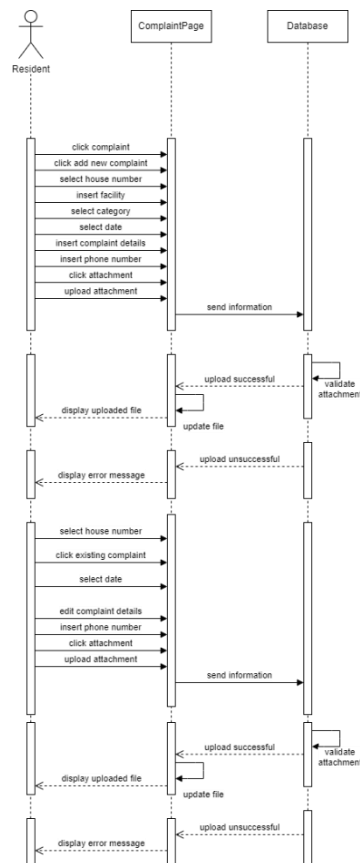 ComplaintPage
Database
Resident
click complaint
click add new complaint
select house number
insert facility
select category
select date
insert complaint details
insert phone number
click attachment
upload attachment
send information
upload successful
validate
attachment
display uploaded file
update file
upload unsuccessful
display error message
select house number
click existing complaint
select date
edit complaint details
insert phone number
click attachment
upload attachment
send information
upload successful
validate
attachment
display uploaded file
update file
upload unsuccessful
display error message